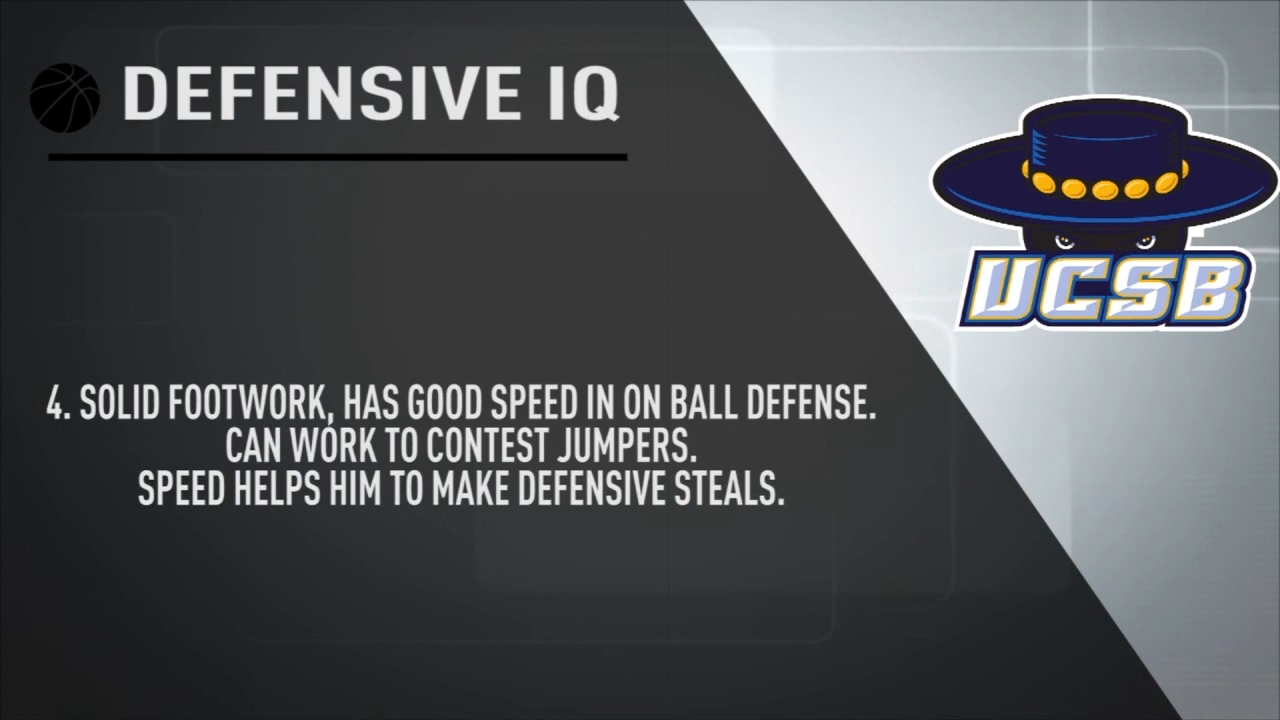 DEFENSIVE IQ
UCSB
4. SOLID FOOTWORK, HAS GOOD SPEED IN ON BALL DEFENSE.
CAN WORK TO CONTEST JUMPERS.
SPEED HELPS HIM TO MAKE DEFENSIVE STEALS.